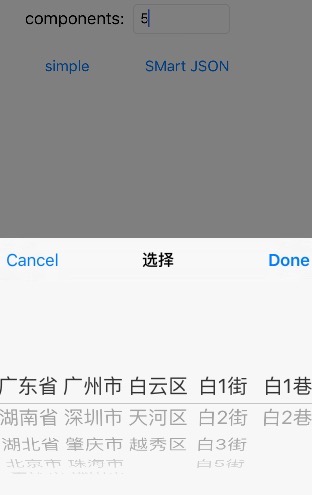 components: 5
simple SMart JSON
Cancel 选择 Done
广东省 广州市 白云区 白1街 白1巷
湖南省 深圳市 天河区 白2街 白2巷
湖北省 肇庆市 越秀区 白3街
北京市 珠海市 白5街